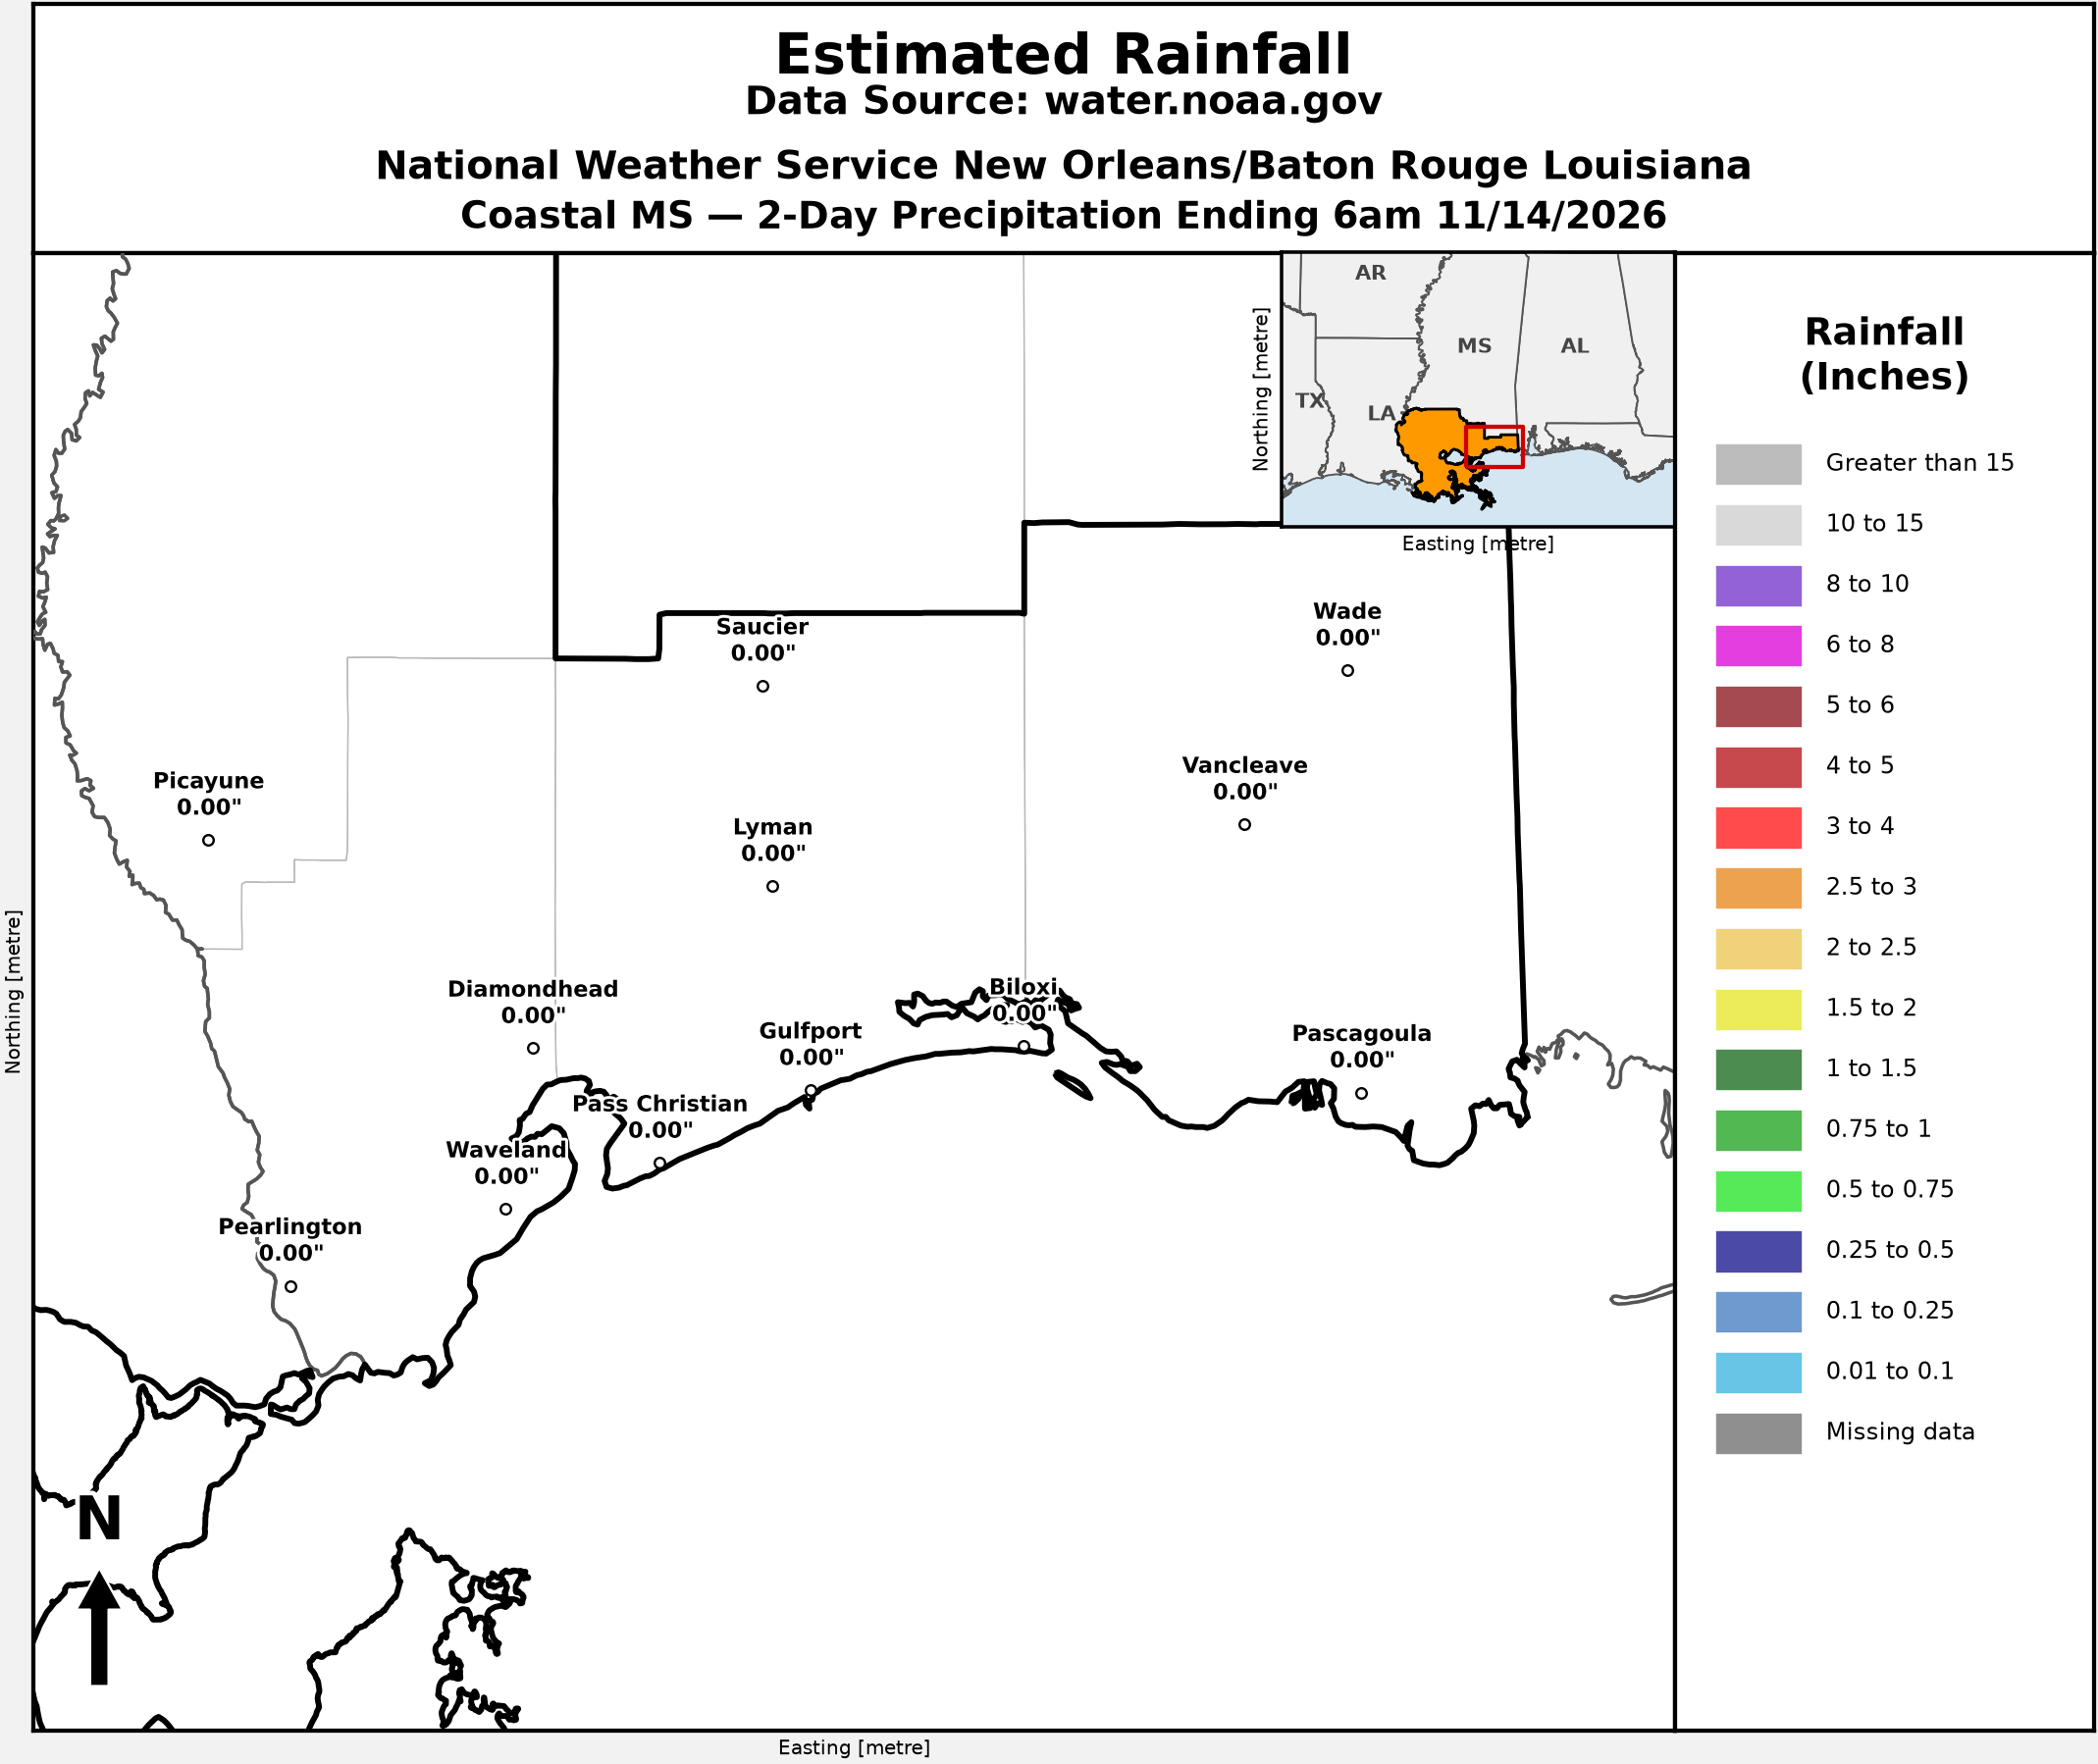 Estimated Rainfall
Data Source: water.noaa.gov
National Weather Service New Orleans/Baton Rouge Louisiana
Coastal MS — 2-Day Precipitation Ending 6am 11/14/2026
AR
MS
AL
TX
LA
Northing [metre]
Easting [metre]
Rainfall
(Inches)
Greater than 15
10 to 15
8 to 10
6 to 8
5 to 6
4 to 5
3 to 4
2.5 to 3
2 to 2.5
1.5 to 2
1 to 1.5
0.75 to 1
0.5 to 0.75
0.25 to 0.5
0.1 to 0.25
0.01 to 0.1
Missing data
Wade
0.00"
Saucier
0.00"
Vancleave
0.00"
Picayune
0.00"
Lyman
0.00"
Diamondhead
0.00"
Biloxi
0.00"
Gulfport
0.00"
Pascagoula
0.00"
Pass Christian
0.00"
Waveland
0.00"
Pearlington
0.00"
N
Northing [metre]
Easting [metre]